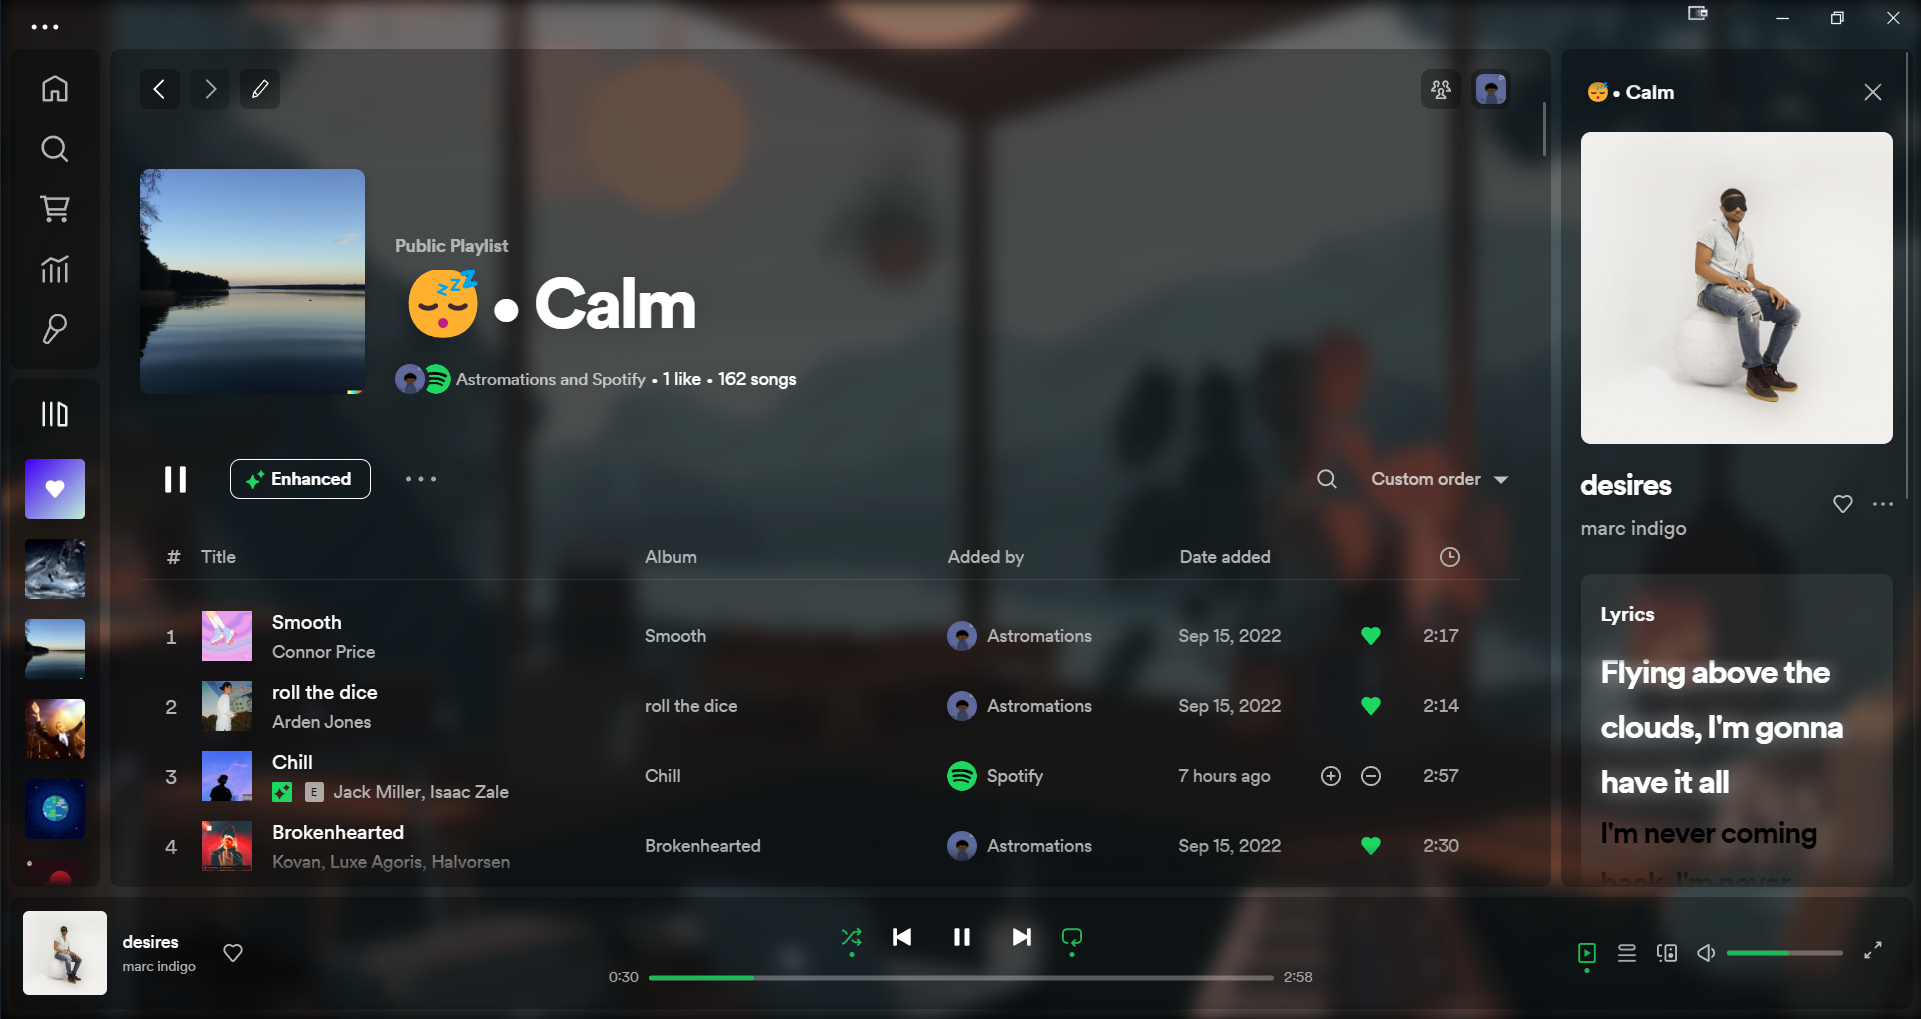 Public Playlist
• Calm
Astromations and Spotify • 1 like • 162 songs
Enhanced
Custom order
# Title Album Added by Date added
1 Smooth Connor Price Smooth Astromations Sep 15, 2022 2:17
2 roll the dice Arden Jones roll the dice Astromations Sep 15, 2022 2:14
3 Chill E Jack Miller, Isaac Zale Chill Spotify 7 hours ago 2:57
4 Brokenhearted Kovan, Luxe Agoris, Halvorsen Brokenhearted Astromations Sep 15, 2022 2:30
• Calm
desires
marc indigo
Lyrics
Flying above the
clouds, I'm gonna
have it all
I'm never coming
back, I'm never
desires
marc indigo
0:30
2:58